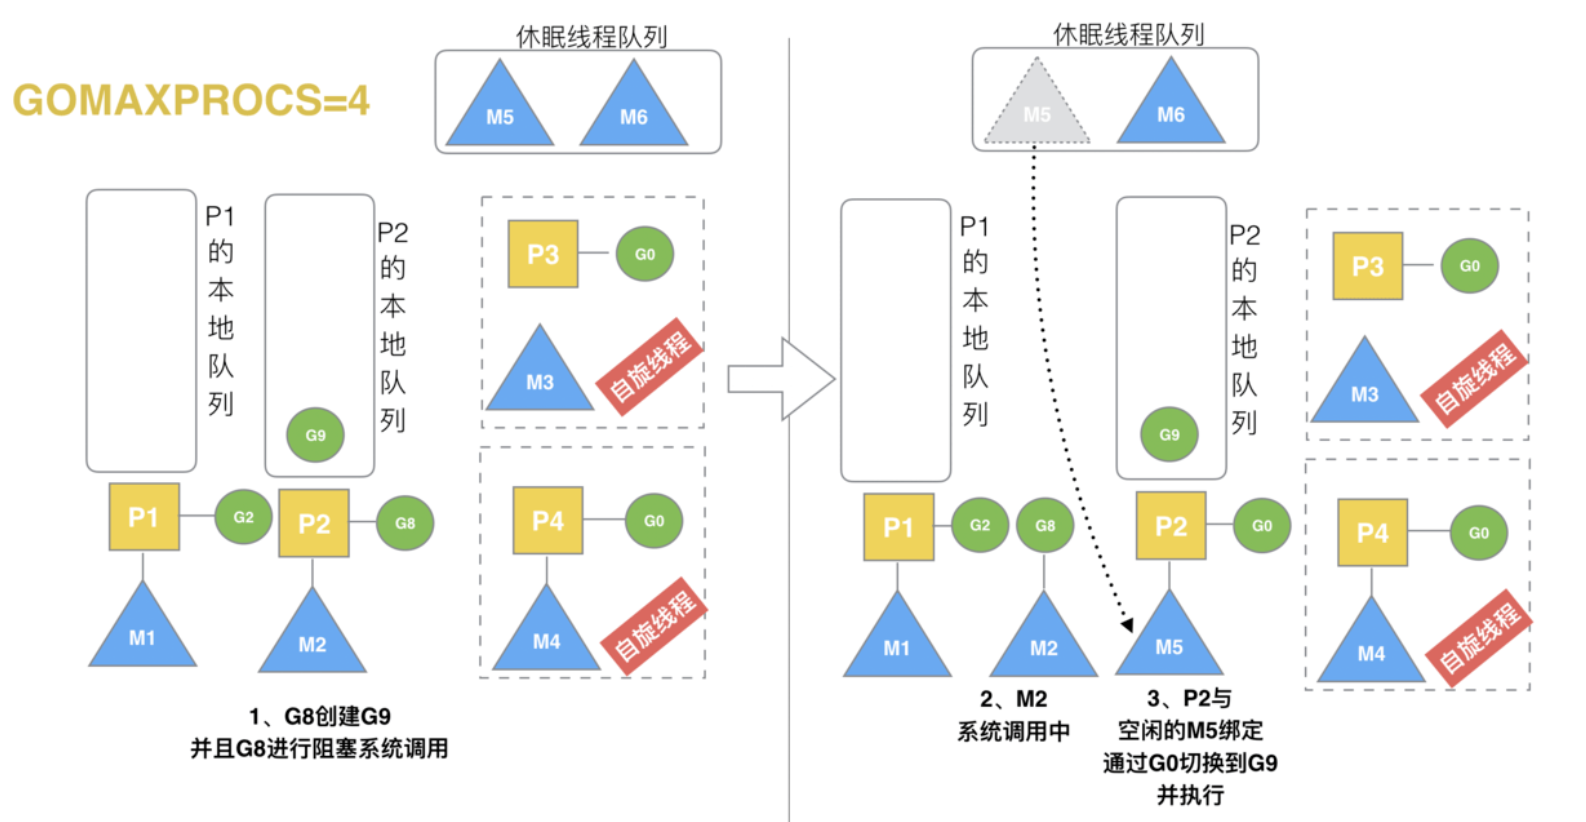 GOMAXPROCS=4
休眠线程队列
M5
M6
P1的本地队列
P2的本地队列
G9
P1
G2
P2
G8
M1
M2
P3
G0
M3
自旋线程
P4
G0
M4
自旋线程
1、G8创建G9
并且G8进行阻塞系统调用
休眠线程队列
M5
M6
P1的本地队列
P2的本地队列
G9
P1
G2
G8
P2
G0
M1
M2
M5
P3
G0
M3
自旋线程
P4
G0
M4
自旋线程
2、M2
系统调用中
3、P2与
空闲的M5绑定
通过G0切换到G9
并执行